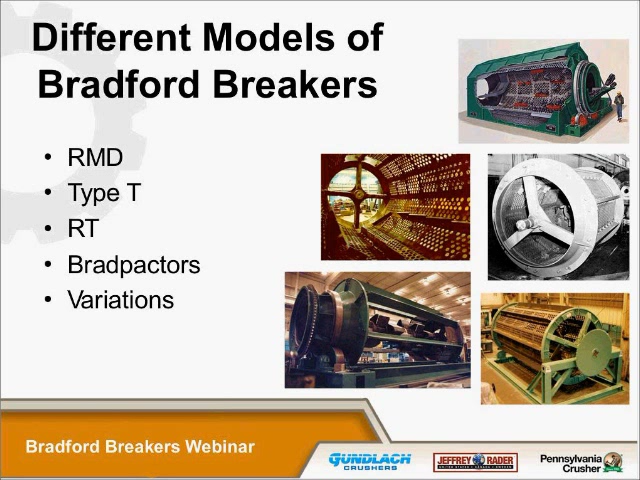 Different Models of
Bradford Breakers
• RMD
• Type T
• RT
• Bradpactors
• Variations
Bradford Breakers Webinar
GUNDLACH
CRUSHERS
JEFFREY RADER
Pennsylvania
Crusher